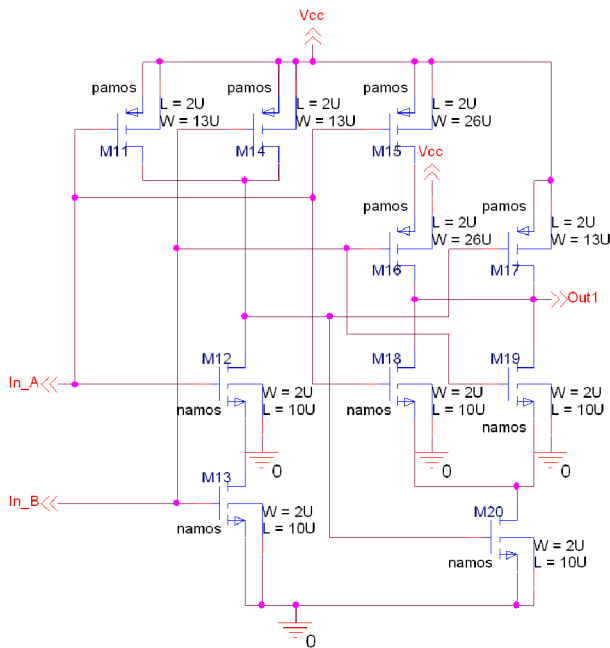 Vcc
pamos
L = 2U
W = 13U
M11
pamos
L = 2U
W = 13U
M14
pamos
L = 2U
W = 26U
M15
Vcc
pamos
L = 2U
W = 26U
M16
pamos
L = 2U
W = 13U
M17
Out1
In_A
M12
W = 2U
L = 10U
namos
0
M18
W = 2U
L = 10U
namos
0
M19
W = 2U
L = 10U
namos
0
In_B
M13
W = 2U
L = 10U
namos
M20
W = 2U
L = 10U
namos
0